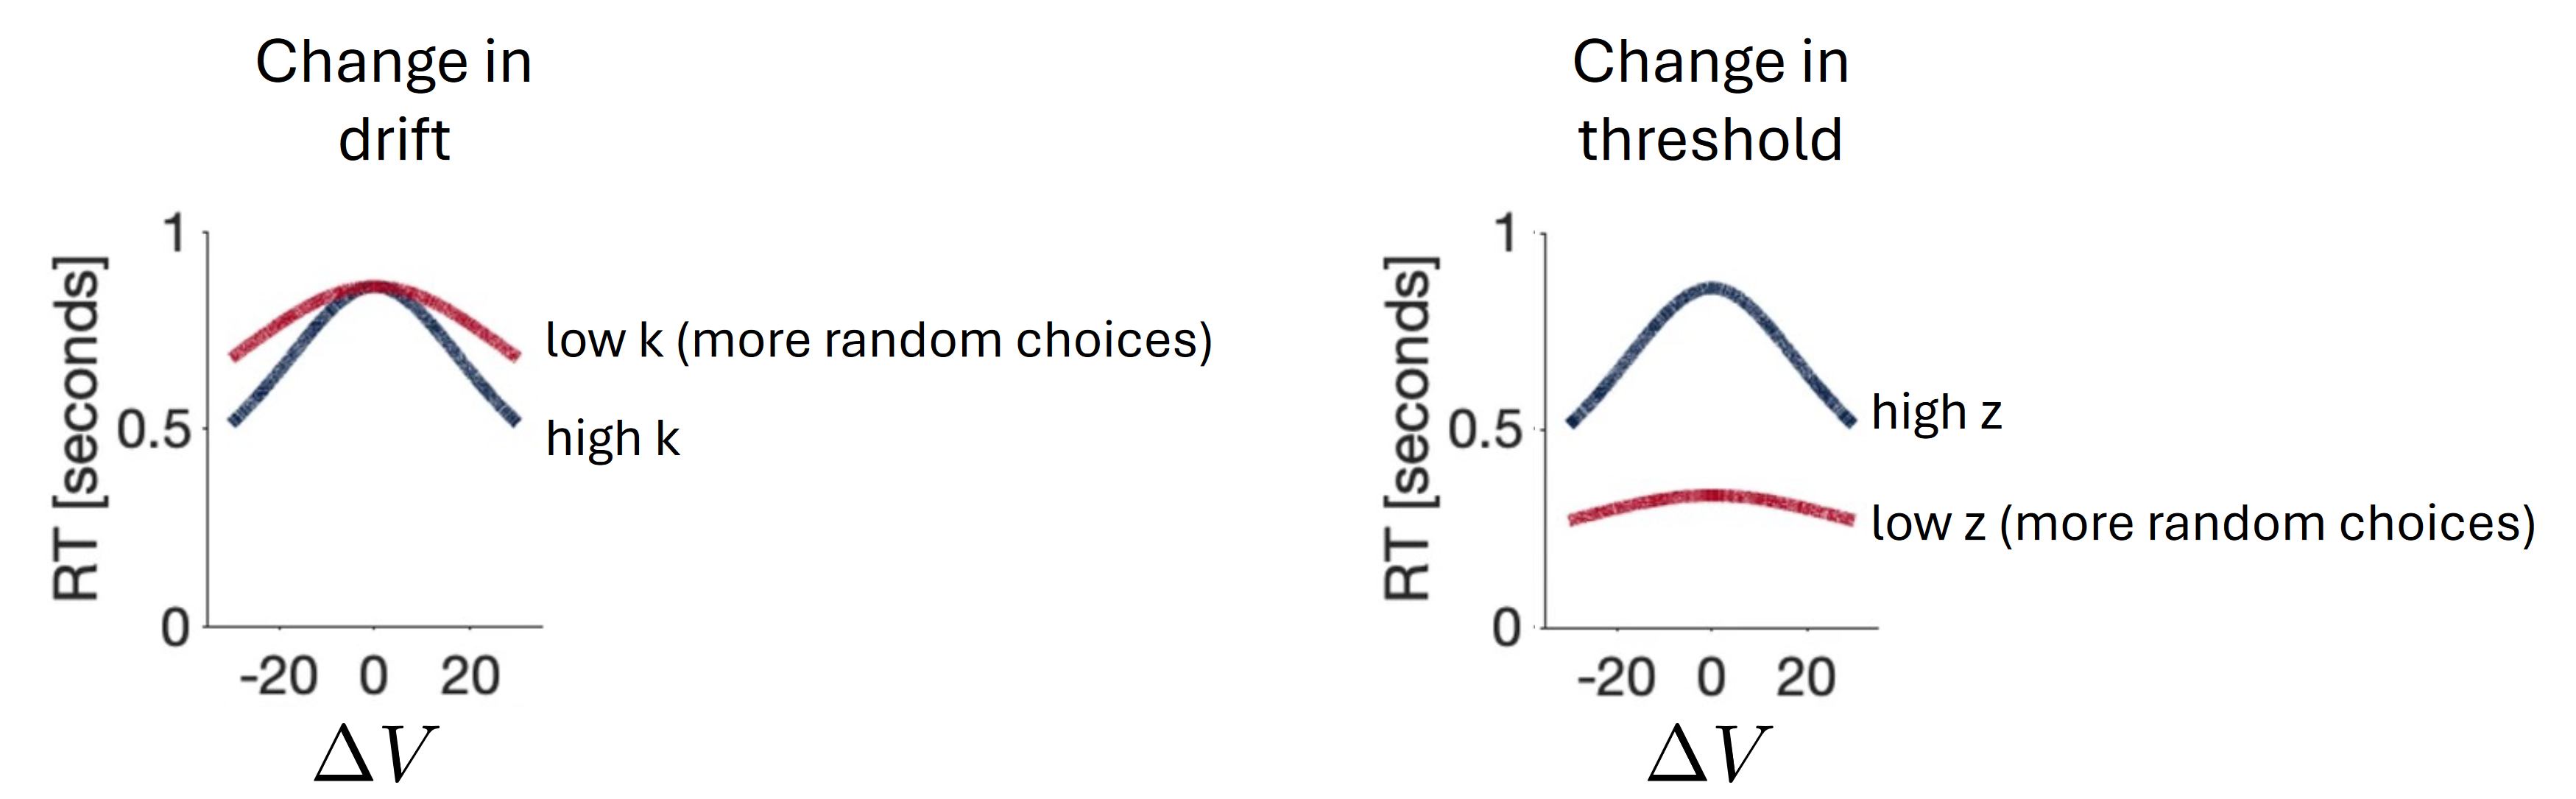 Change in
drift
1
0.5
0
RT [seconds]
low k (more random choices)
high k
-20 0 20
ΔV
Change in
threshold
1
0.5
0
RT [seconds]
high z
low z (more random choices)
-20 0 20
ΔV